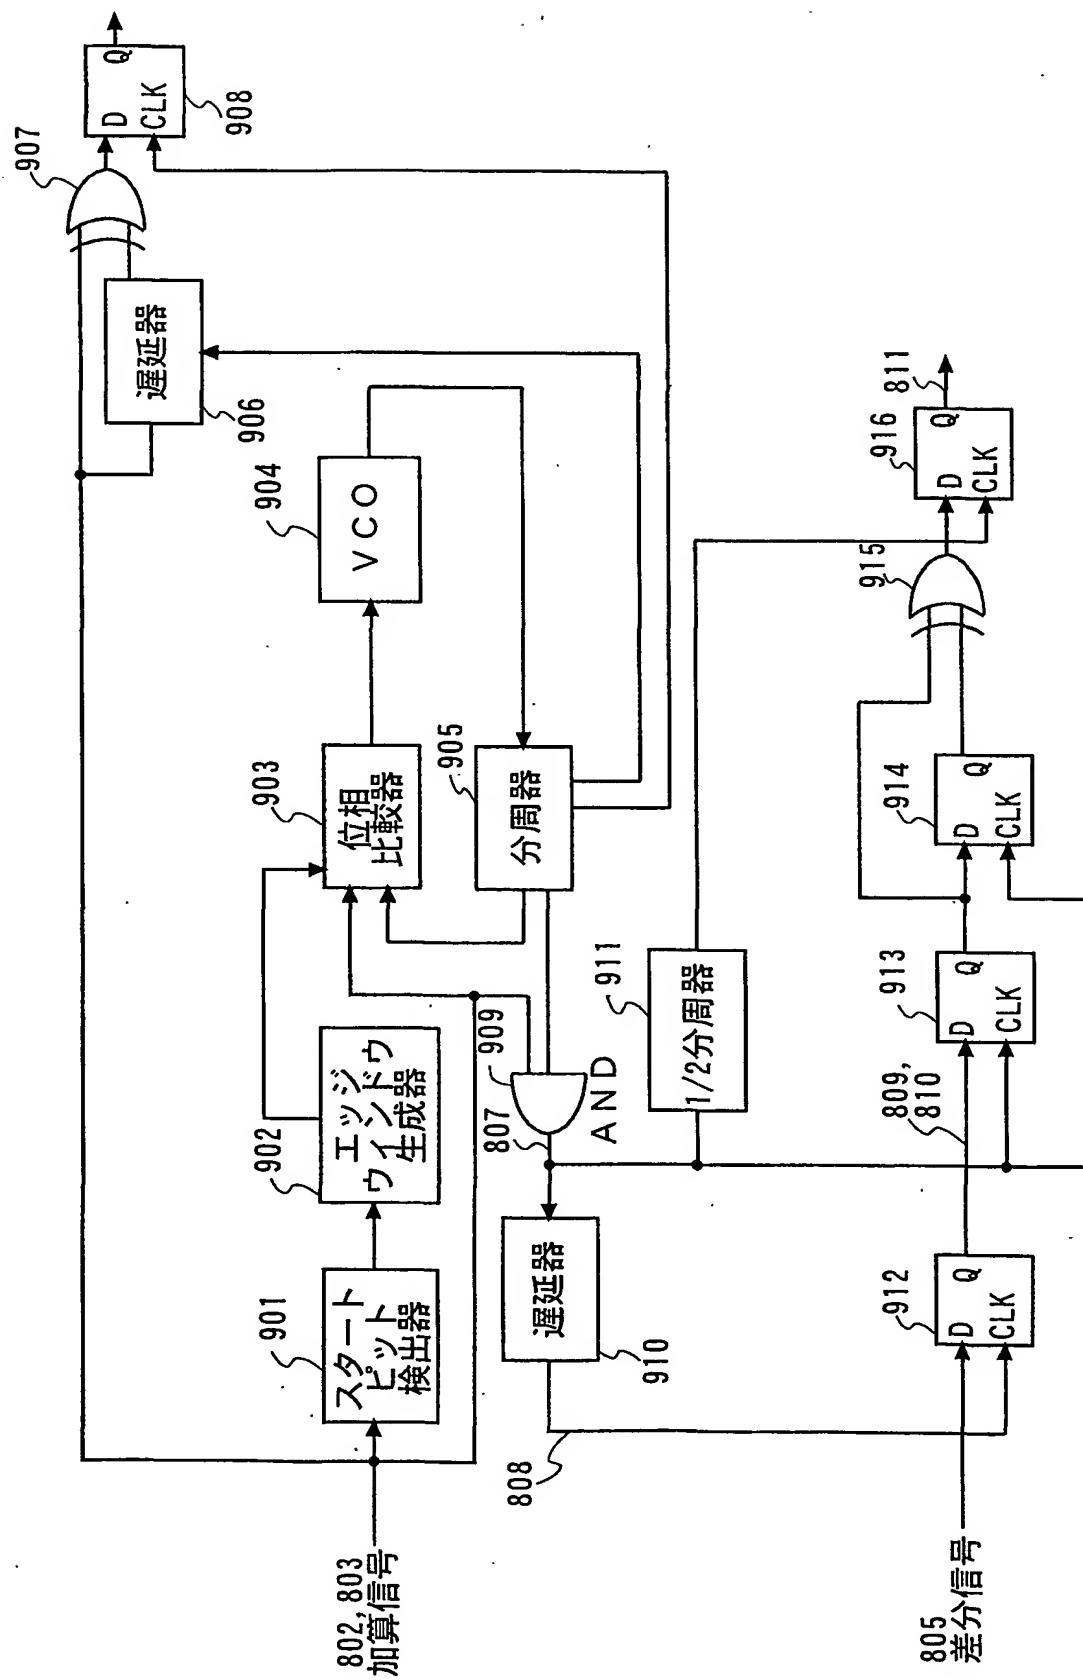 802, 803
加算信号
901
スタート
ピット
検出器
902
エッジ
ウィンドウ
生成器
903
位相
比較器
904
VCO
905
分周器
906
遅延器
907
D
Q
CLK
908
909
AND
807
910
遅延器
808
911
1/2分周器
805
差分信号
912
D
Q
CLK
809,
810
913
D
Q
CLK
914
D
Q
CLK
915
916
D
Q
CLK
811